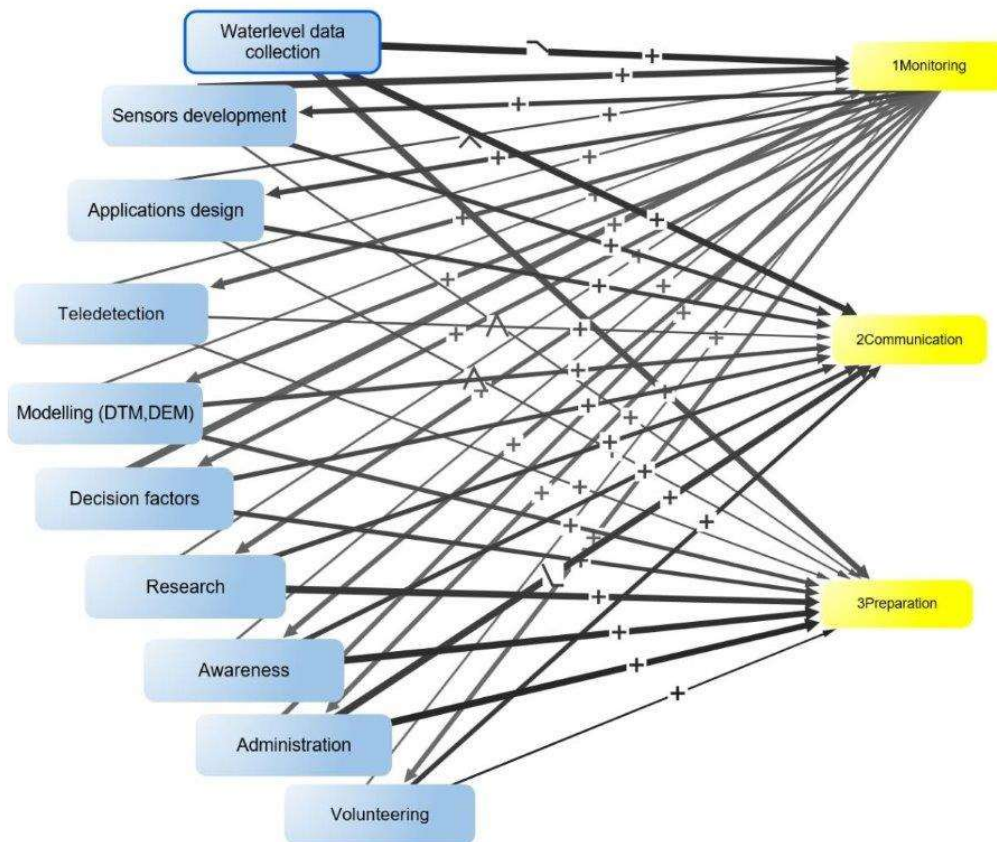 Waterlevel data
collection
1Monitoring
Sensors development
Applications design
Teledetection
2Communication
Modelling (DTM,DEM)
Decision factors
Research
3Preparation
Awareness
Administration
Volunteering